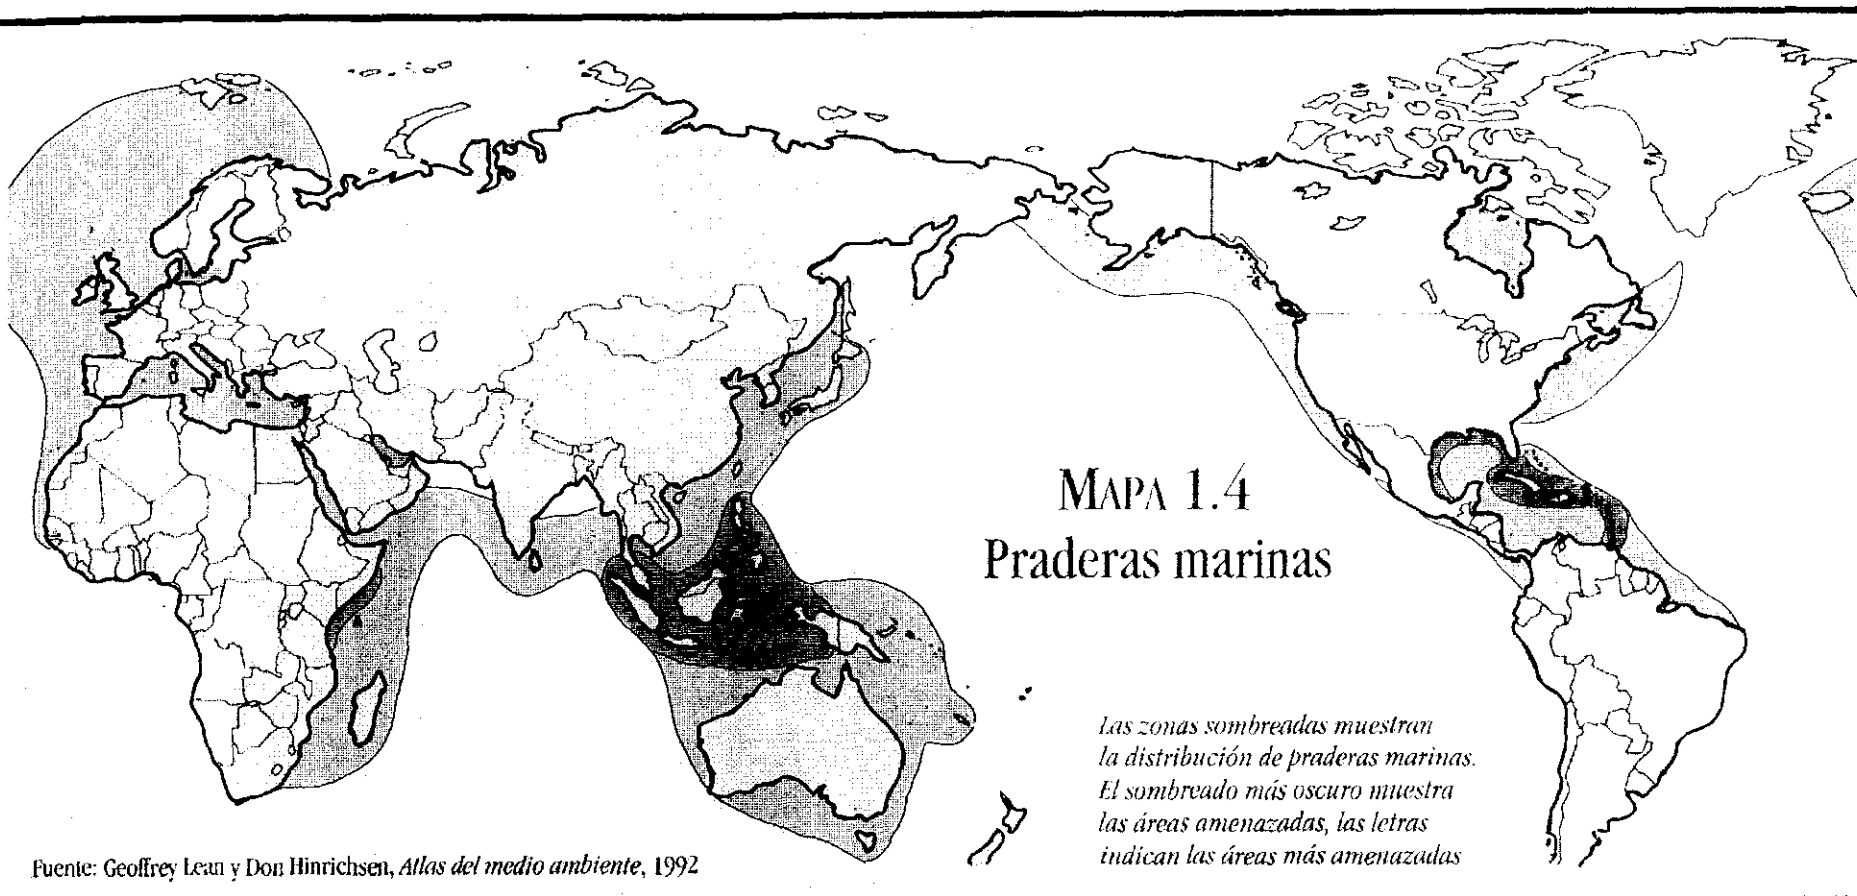 MAPA 1.4
Praderas marinas
Las zonas sombreadas muestran
la distribución de praderas marinas.
El sombreado más oscuro muestra
las áreas amenazadas, las letras
indican las áreas más amenazadas
Fuente: Geoffrey Lean y Don Hinrichsen, Atlas del medio ambiente, 1992